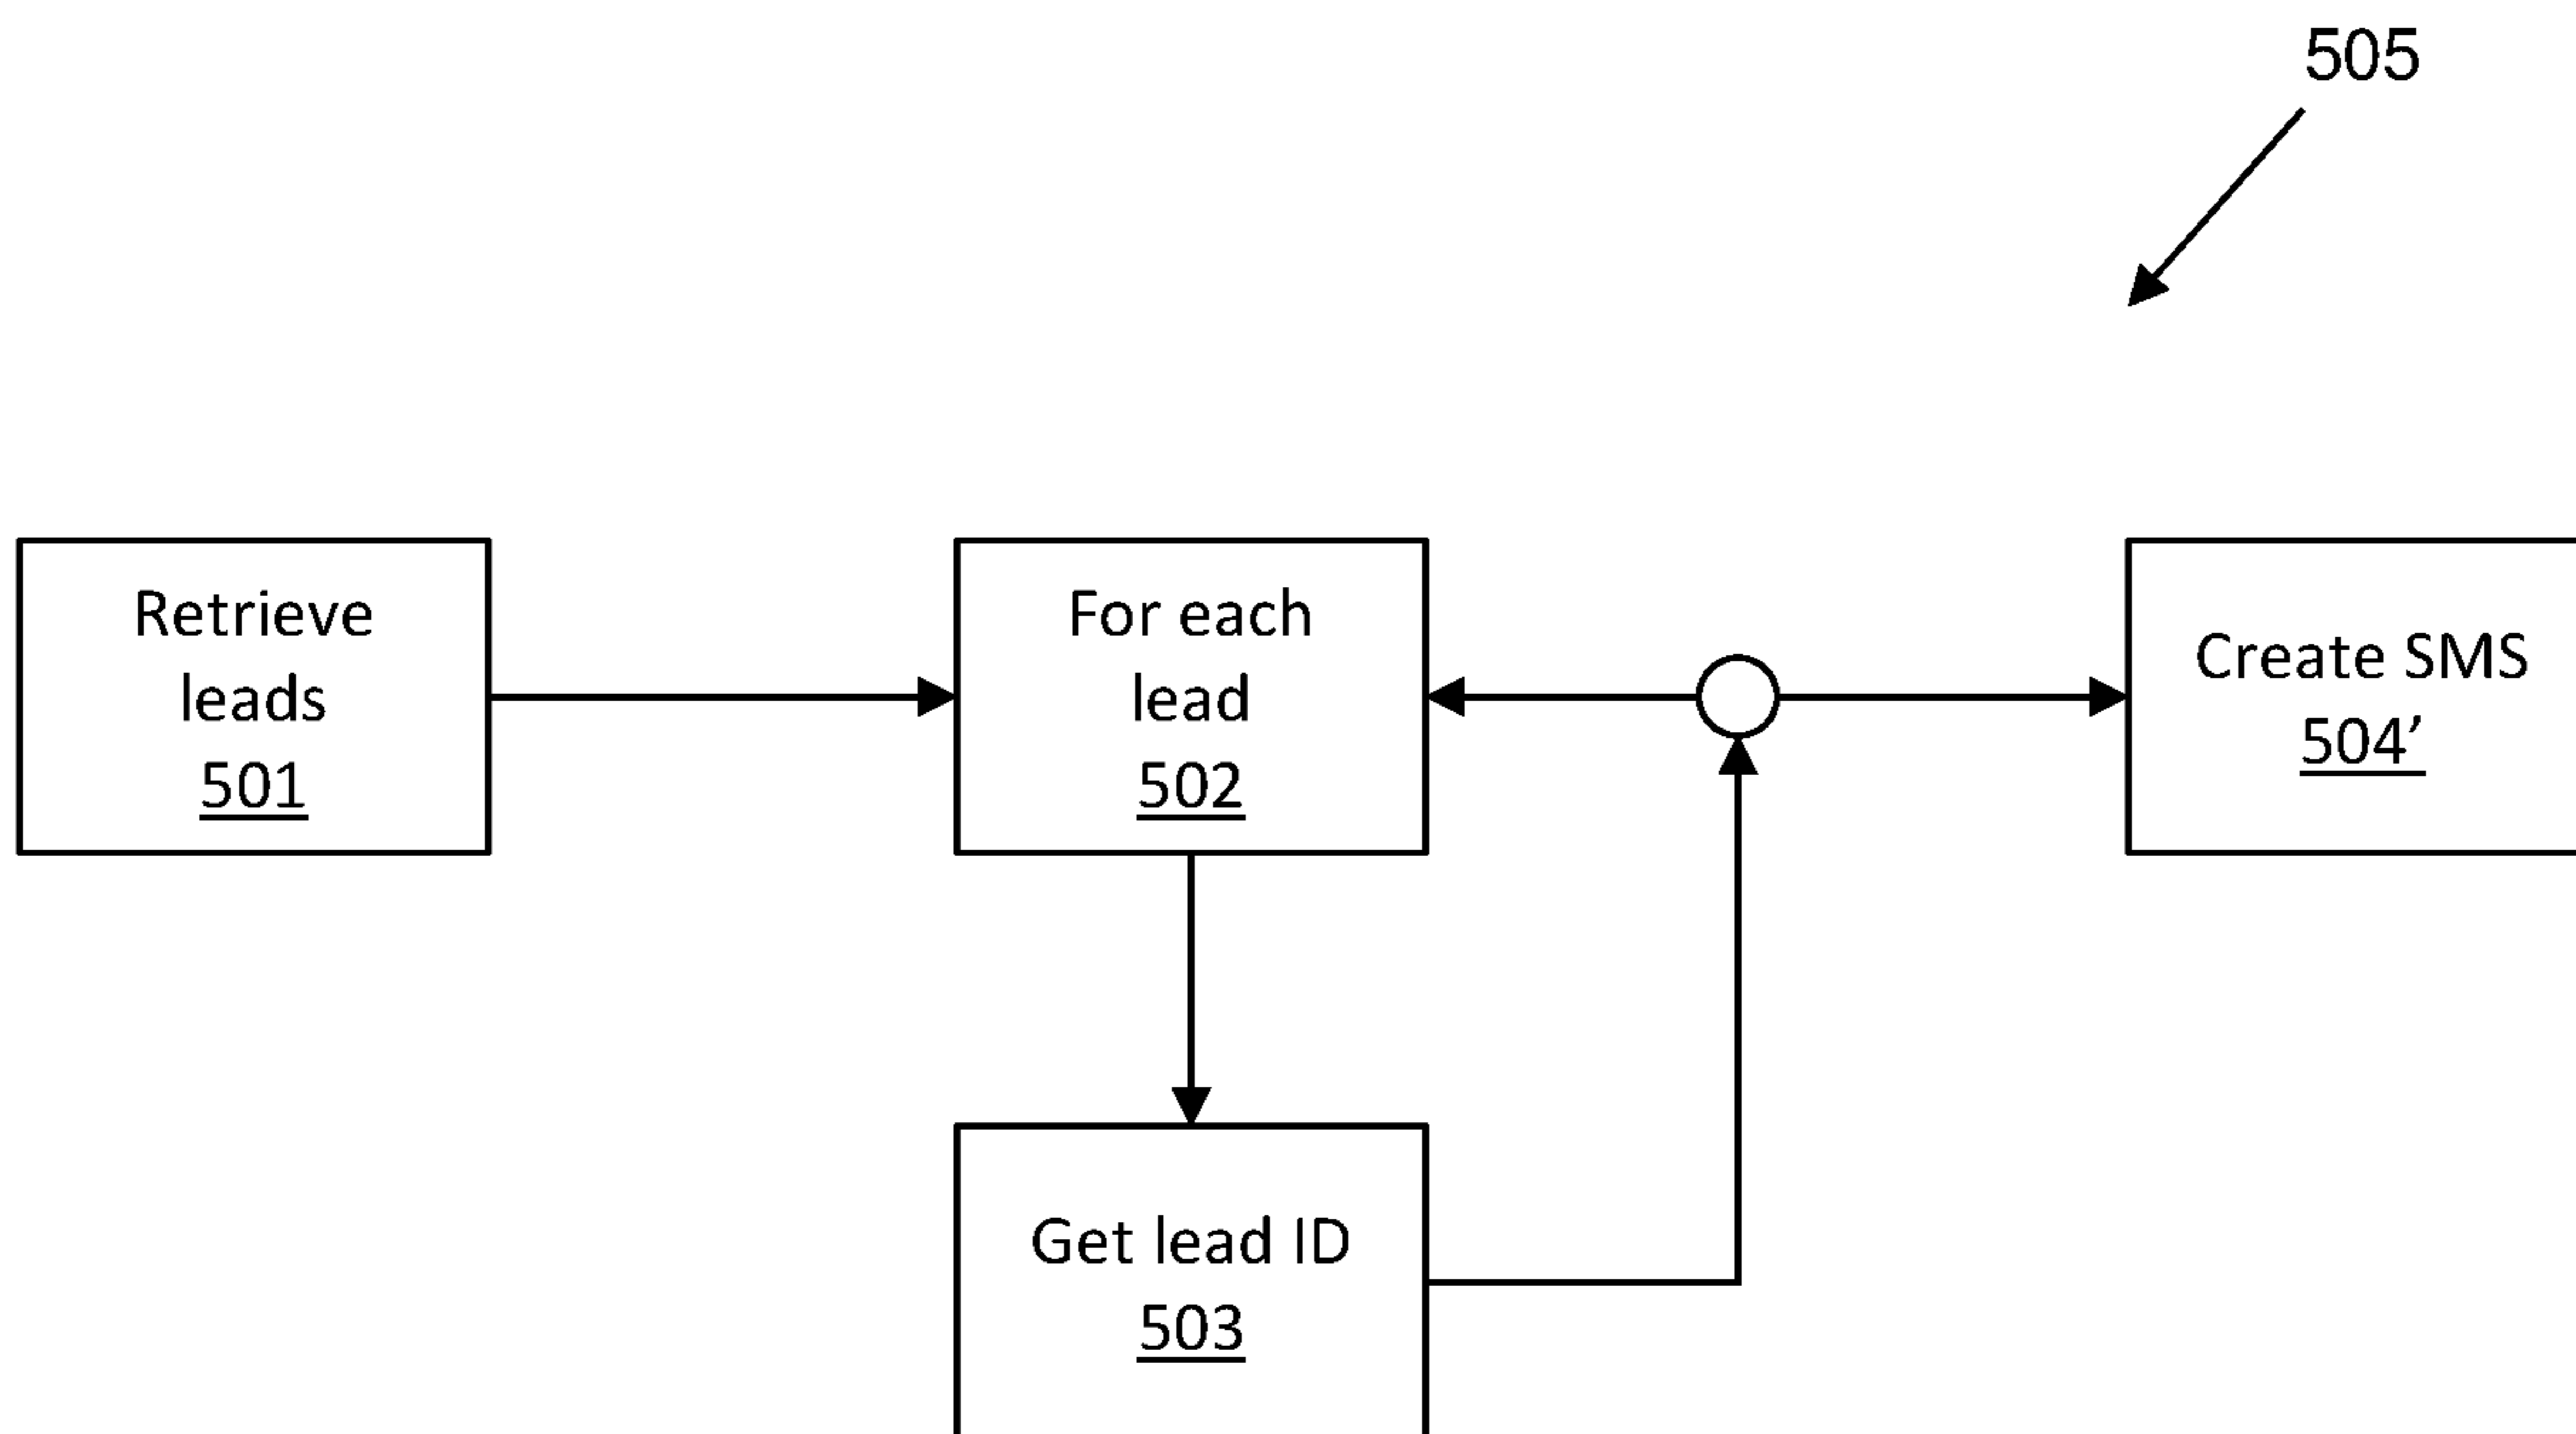 505
Retrieve
leads
501
For each
lead
502
Create SMS
504’
Get lead ID
503